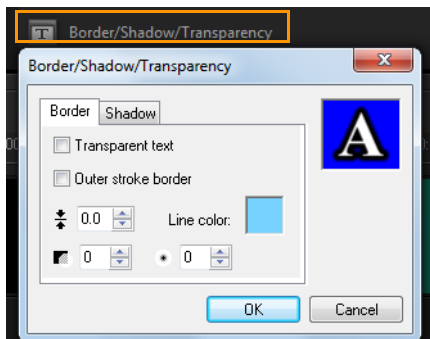 T Border/Shadow/Transparency
Border/Shadow/Transparency
Border Shadow
Transparent text
Outer stroke border
0.0 Line color:
0 0
A
OK Cancel